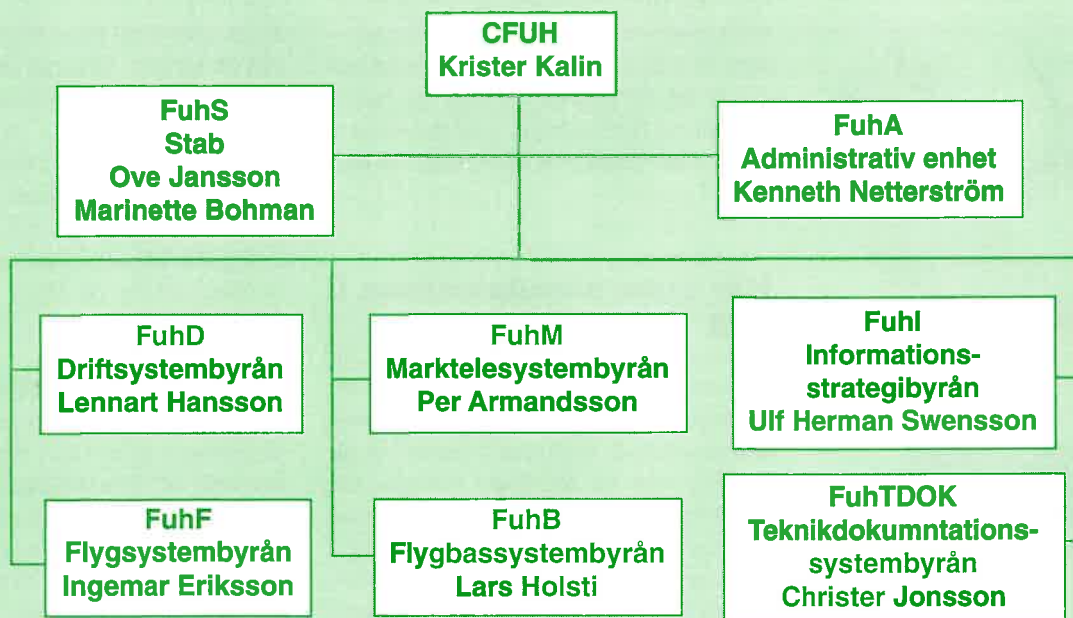 CFUH
Krister Kalin
FuhS
Stab
Ove Jansson
Marinette Bohman
FuhA
Administrativ enhet
Kenneth Netterström
FuhD
Driftsystembyrån
Lennart Hansson
FuhM
Marktelesystembyrån
Per Armandsson
FuhI
Informations-
strategibyrån
Ulf Herman Swensson
FuhF
Flygsystembyrån
Ingemar Eriksson
FuhB
Flygbassystembyrån
Lars Holsti
FuhTDOK
Teknikdokumntations-
systembyrån
Christer Jonsson